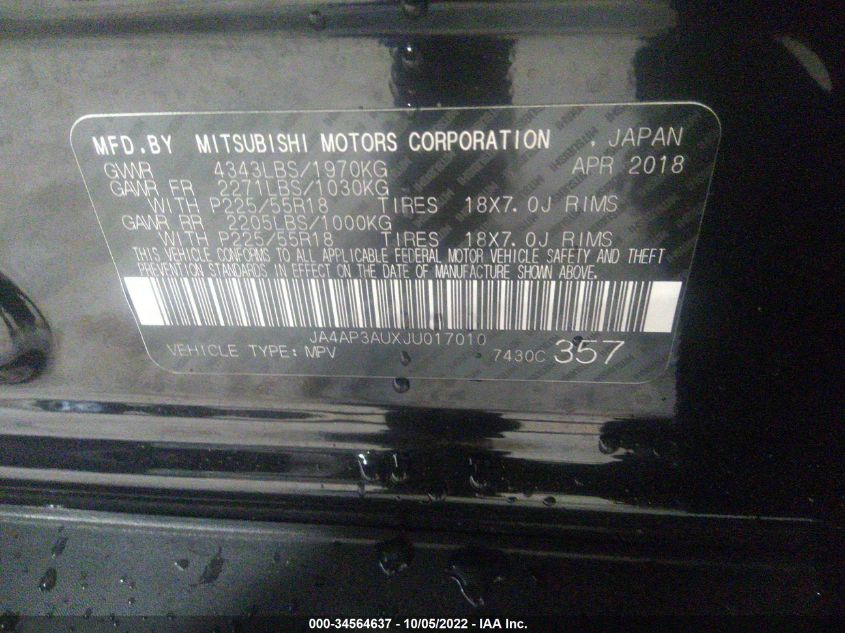 MFD.BY MITSUBISHI MOTORS CORPORATION , JAPAN
GVWR 4343LBS/1970KG APR 2018
GAWR FR 2271LBS/1030KG
WITH P225/55R18 TIRES 18X7.0J RIMS
GAWR RR 2205LBS/1000KG
WITH P225/55R18 TIRES 18X7.0J RIMS
THIS VEHICLE CONFORMS TO ALL APPLICABLE FEDERAL MOTOR VEHICLE SAFETY AND THEFT
PREVENTION STANDARDS IN EFFECT ON THE DATE OF MANUFACTURE SHOWN ABOVE.
JA4AP3AUXJU017010
VEHICLE TYPE: MPV 7430C 357
000-34564637 - 10/05/2022 - IAA Inc.